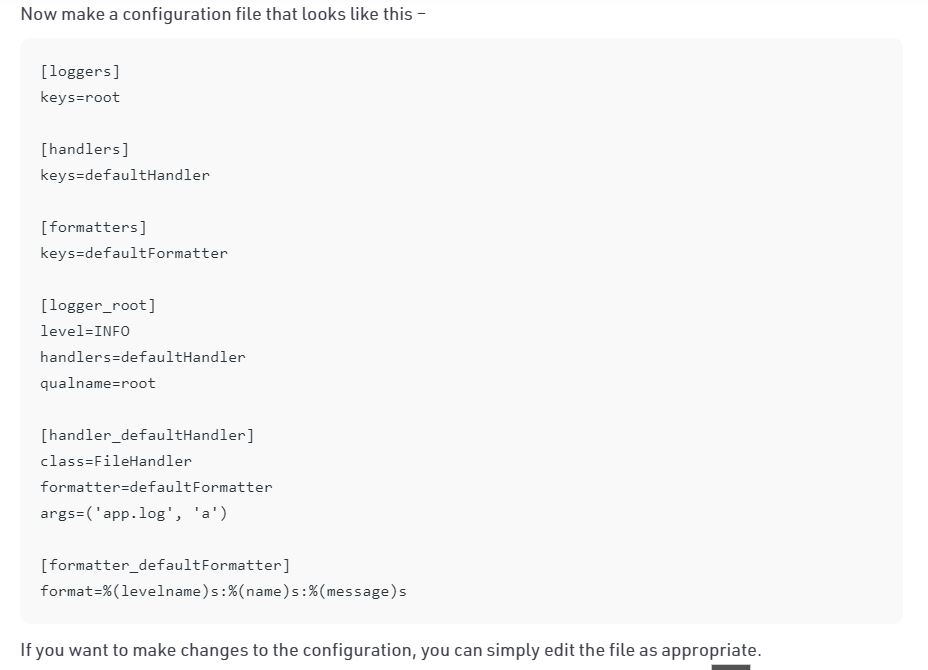 Now make a configuration file that looks like this –
[loggers]
keys=root
[handlers]
keys=defaultHandler
[formatters]
keys=defaultFormatter
[logger_root]
level=INFO
handlers=defaultHandler
qualname=root
[handler_defaultHandler]
class=FileHandler
formatter=defaultFormatter
args=('app.log', 'a')
[formatter_defaultFormatter]
format=%(levelname)s:%(name)s:%(message)s
If you want to make changes to the configuration, you can simply edit the file as appropriate.